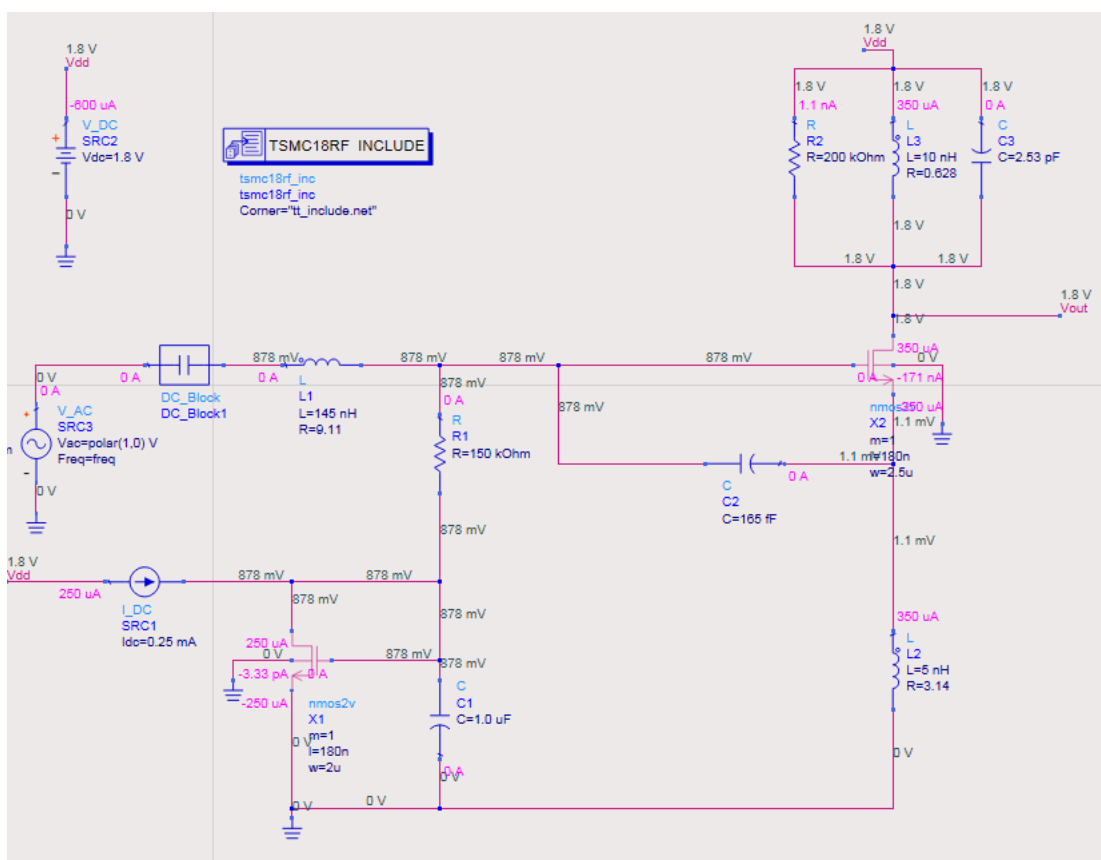 1.8 V
Vdd
-600 uA
V_DC
SRC2
Vdc=1.8 V
0 V
TSMC18RF INCLUDE
tsmc18rf_inc
tsmc18rf_inc
Corner="tt_include.net"
1.8 V
Vdd
1.8 V
1.8 V
1.8 V
1.1 nA
350 uA
0 A
R
R2
R=200 kOhm
L
L3
L=10 nH
R=0.628
C
C3
C=2.53 pF
1.8 V
1.8 V
1.8 V
1.8 V
1.8 V
1.8 V
Vout
350 uA
0 V
0 A
-171 nA
-350 uA
X2
m=1
l=180n
w=2.5u
1.1 mV
1.1 mV
0 V
0 A
V_AC
SRC3
Vac=polar(1,0) V
Freq=freq
0 V
0 A
DC_Block
DC_Block1
878 mV
0 A
L
L1
L=145 nH
R=9.11
878 mV
878 mV
878 mV
878 mV
0 A
R
R1
R=150 kOhm
878 mV
878 mV
C
C2
C=165 fF
0 A
1.1 mV
1.8 V
Vdd
250 uA
I_DC
SRC1
Idc=0.25 mA
878 mV
878 mV
878 mV
878 mV
250 uA
0 V
-3.33 pA
0 A
-250 uA
nmos2v
X1
m=1
l=180n
w=2u
0 V
878 mV
878 mV
C
C1
C=1.0 uF
0 A
0 V
350 uA
L
L2
L=5 nH
R=3.14
0 V
0 V
0 V